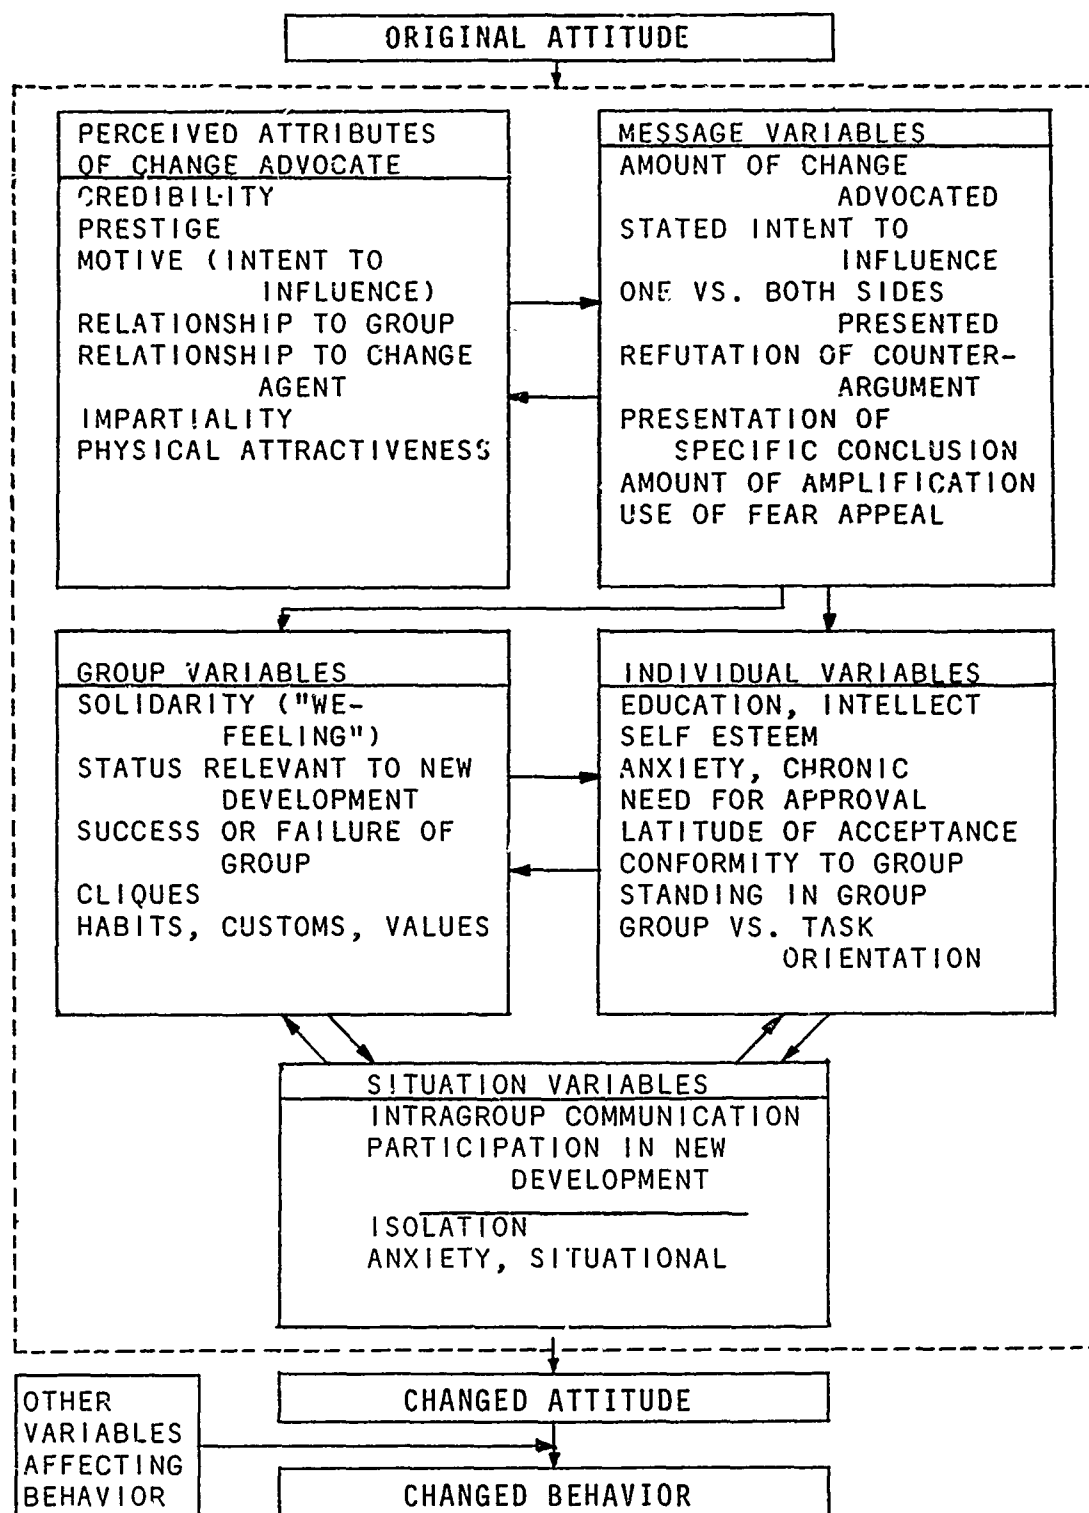 ORIGINAL ATTITUDE
PERCEIVED ATTRIBUTES
OF CHANGE ADVOCATE
CREDIBILITY
PRESTIGE
MOTIVE (INTENT TO
INFLUENCE)
RELATIONSHIP TO GROUP
RELATIONSHIP TO CHANGE
AGENT
IMPARTIALITY
PHYSICAL ATTRACTIVENESS
MESSAGE VARIABLES
AMOUNT OF CHANGE
ADVOCATED
STATED INTENT TO
INFLUENCE
ONE VS. BOTH SIDES
PRESENTED
REFUTATION OF COUNTER-
ARGUMENT
PRESENTATION OF
SPECIFIC CONCLUSION
AMOUNT OF AMPLIFICATION
USE OF FEAR APPEAL
GROUP VARIABLES
SOLIDARITY ("WE-
FEELING")
STATUS RELEVANT TO NEW
DEVELOPMENT
SUCCESS OR FAILURE OF
GROUP
CLIQUES
HABITS, CUSTOMS, VALUES
INDIVIDUAL VARIABLES
EDUCATION, INTELLECT
SELF ESTEEM
ANXIETY, CHRONIC
NEED FOR APPROVAL
LATITUDE OF ACCEPTANCE
CONFORMITY TO GROUP
STANDING IN GROUP
GROUP VS. TASK
ORIENTATION
SITUATION VARIABLES
INTRAGROUP COMMUNICATION
PARTICIPATION IN NEW
DEVELOPMENT
ISOLATION
ANXIETY, SITUATIONAL
CHANGED ATTITUDE
OTHER
VARIABLES
AFFECTING
BEHAVIOR
CHANGED BEHAVIOR